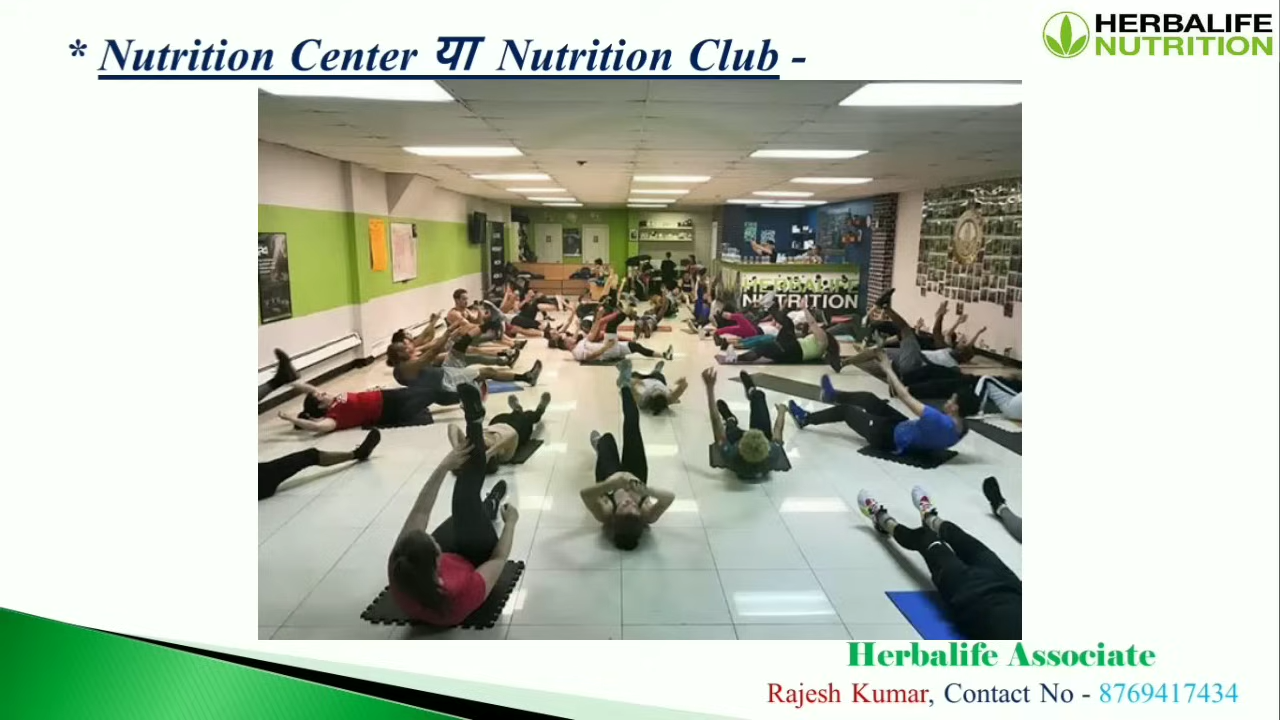 * Nutrition Center या Nutrition Club -
HERBALIFE
NUTRITION
HERBALIFE
NUTRITION
Herbalife Associate
Rajesh Kumar, Contact No - 8769417434